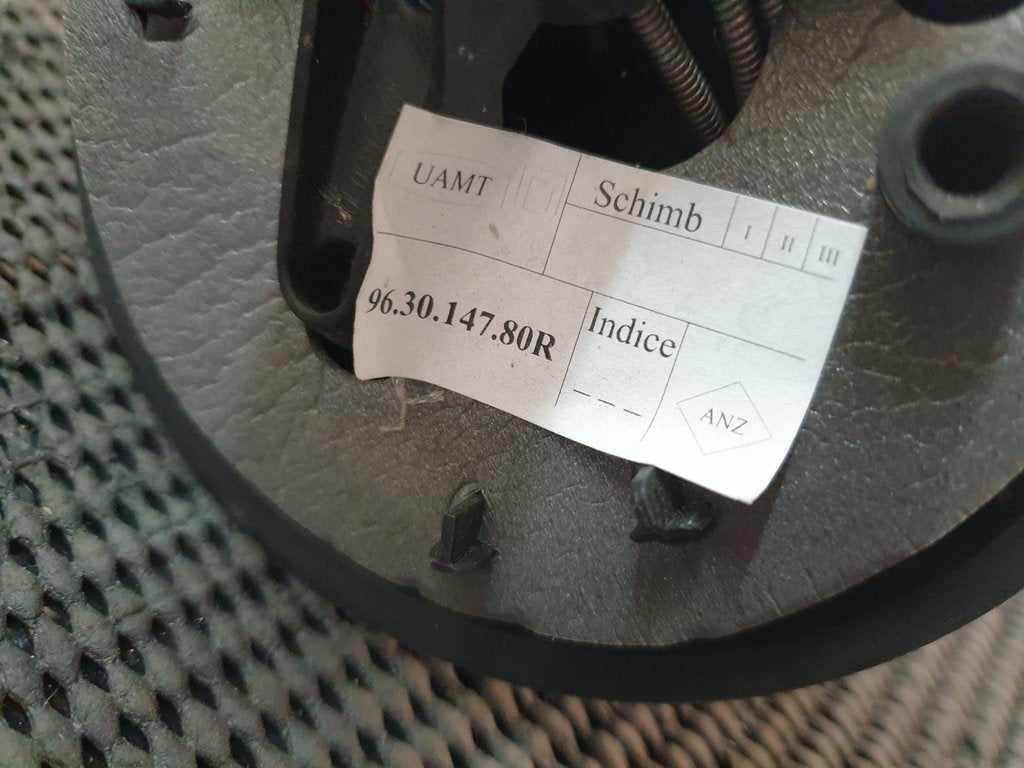 UAMT
Schimb
I
II
III
96.30.147.80R
Indice
_ _ _
ANZ